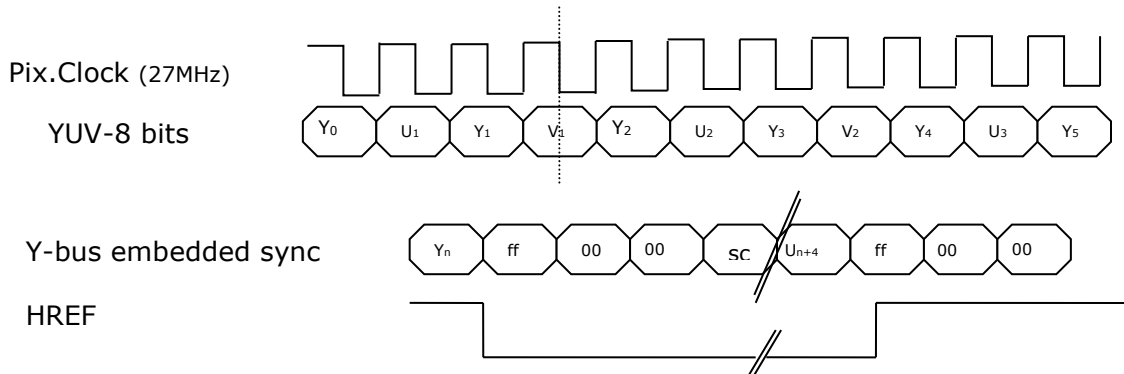 Pix.Clock (27MHz)
YUV-8 bits
Y0 U1 Y1 V1 Y2 U2 Y3 V2 Y4 U3 Y5
Y-bus embedded sync
Yn ff 00 00 SC Un+4 ff 00 00
HREF